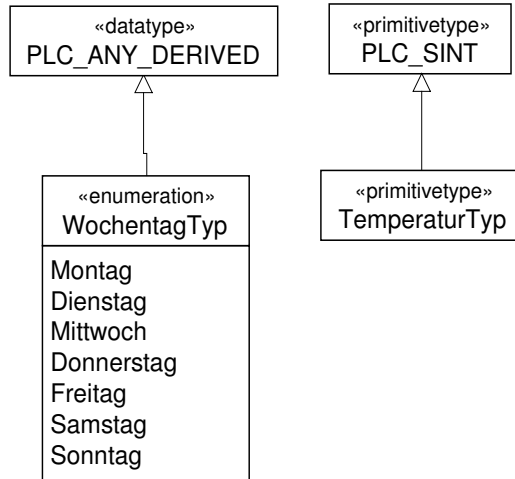 «datatype»
PLC_ANY_DERIVED
«primitivetype»
PLC_SINT
«enumeration»
WochentagTyp
Montag
Dienstag
Mittwoch
Donnerstag
Freitag
Samstag
Sonntag
«primitivetype»
TemperaturTyp